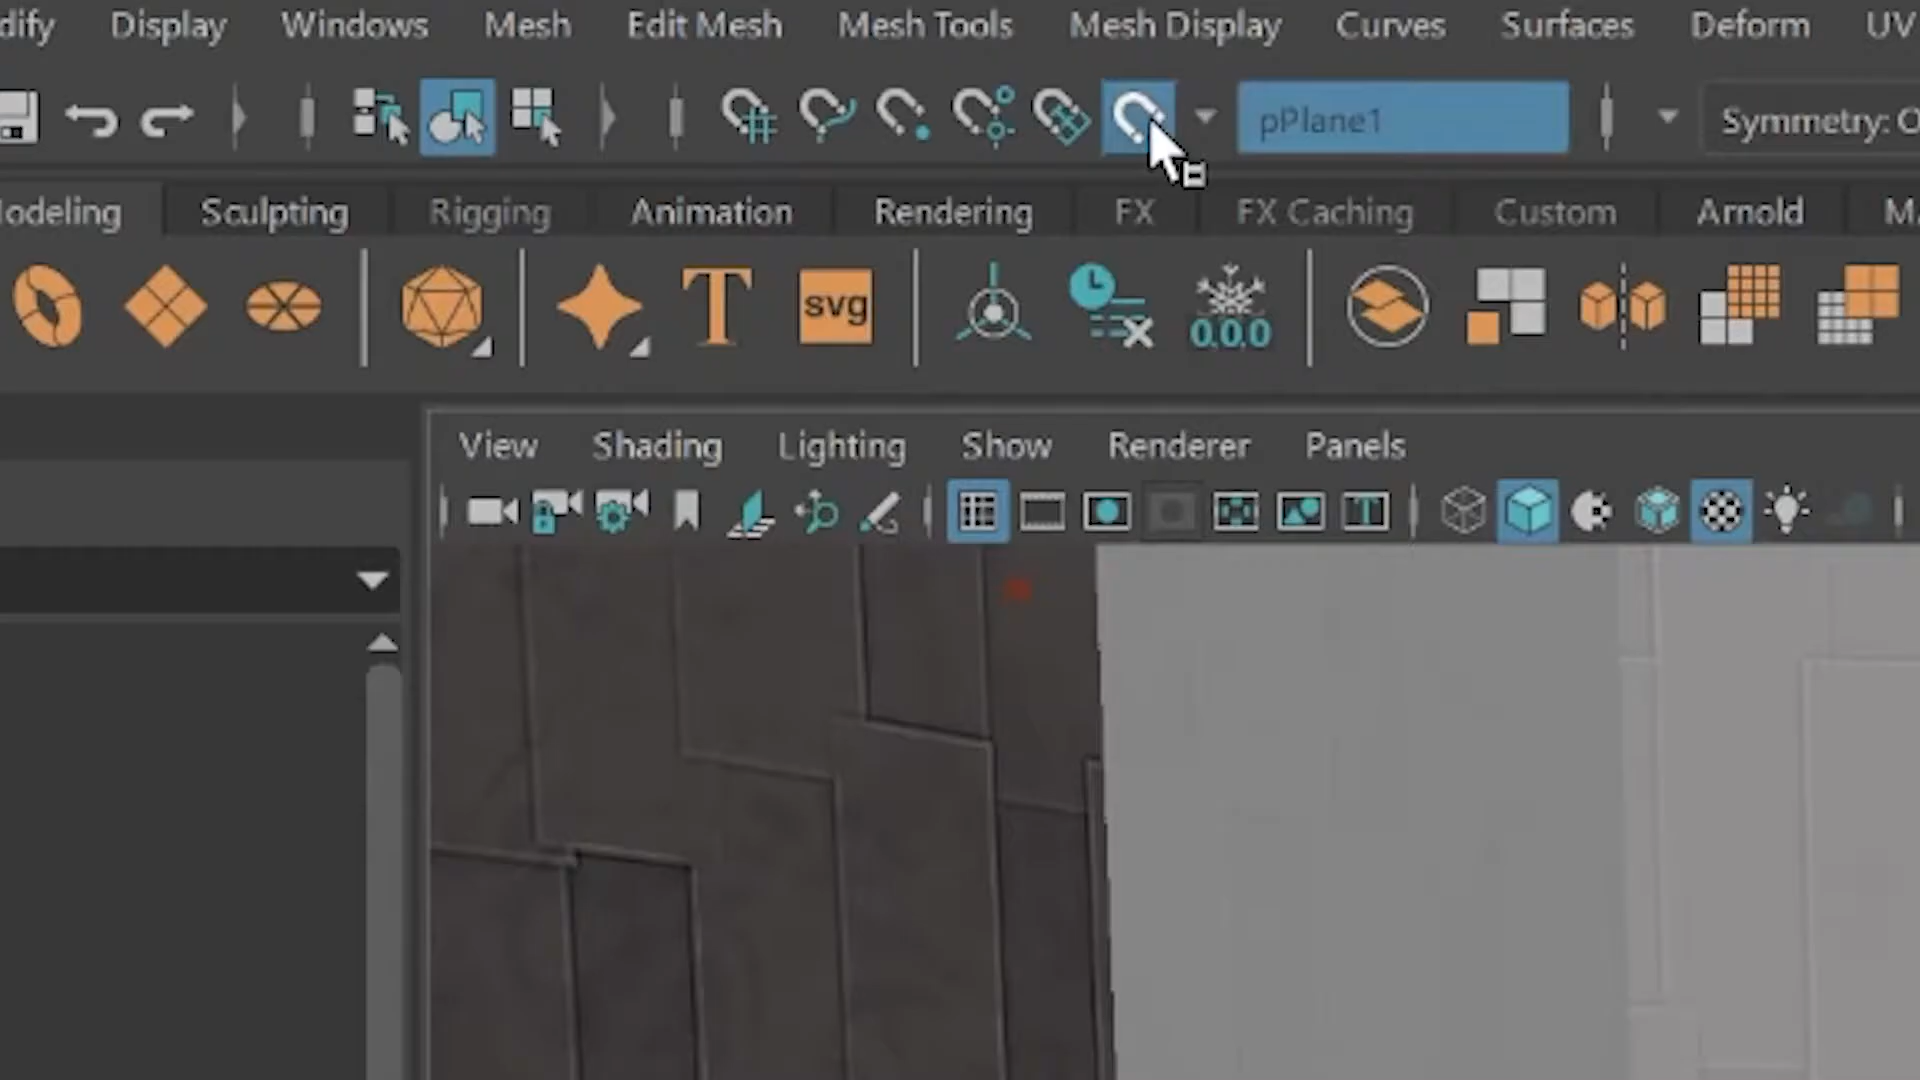 dify Display Windows Mesh Edit Mesh Mesh Tools Mesh Display Curves Surfaces Deform UV
pPlane1 Symmetry: O
odeling Sculpting Rigging Animation Rendering FX FX Caching Custom Arnold M
T svg 0.0.0
View Shading Lighting Show Renderer Panels
T